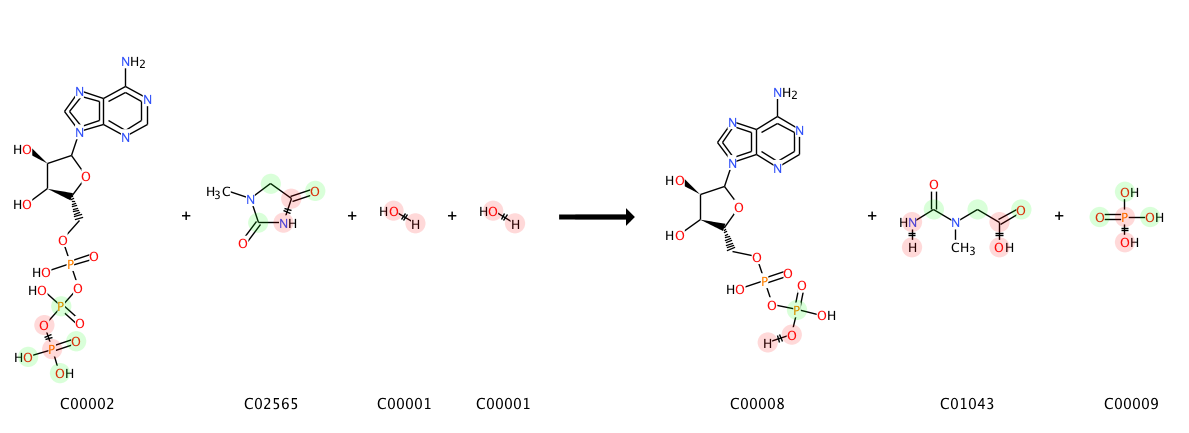 NH₂
N
N
N
N
HO
O
HO
O
P
O
HO
HO
O
P
O
O
P
O
HO
OH
C00002
+
H₃C
N
O
NH
O
C02565
+
HO
H
C00001
+
HO
H
C00001
NH₂
N
N
N
N
HO
O
HO
O
O
P
HO
O
O
P
OH
H
O
C00008
+
O
HN
N
O
H
CH₃
OH
C01043
+
OH
O
P
OH
OH
C00009